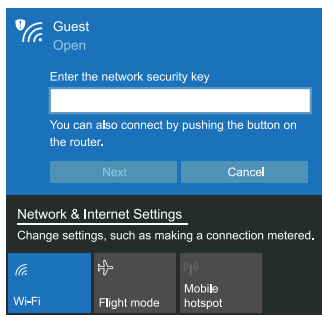 Guest
Open
Enter the network security key
You can also connect by pushing the button on
the router.
Next
Cancel
Network & Internet Settings
Change settings, such as making a connection metered.
Wi-Fi
Flight mode
Mobile
hotspot